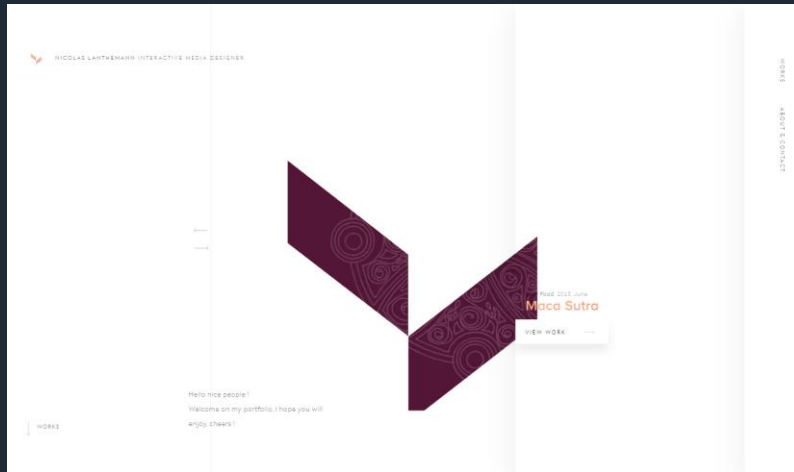 NICOLAS LANTHEMANN INTERACTIVE MEDIA DESIGNER
WORKS
ABOUT & CONTACT
Food 2015 June
Maca Sutra
VIEW WORK
Hello nice people !
Welcome on my portfolio, I hope you will
enjoy, cheers !
WORKS